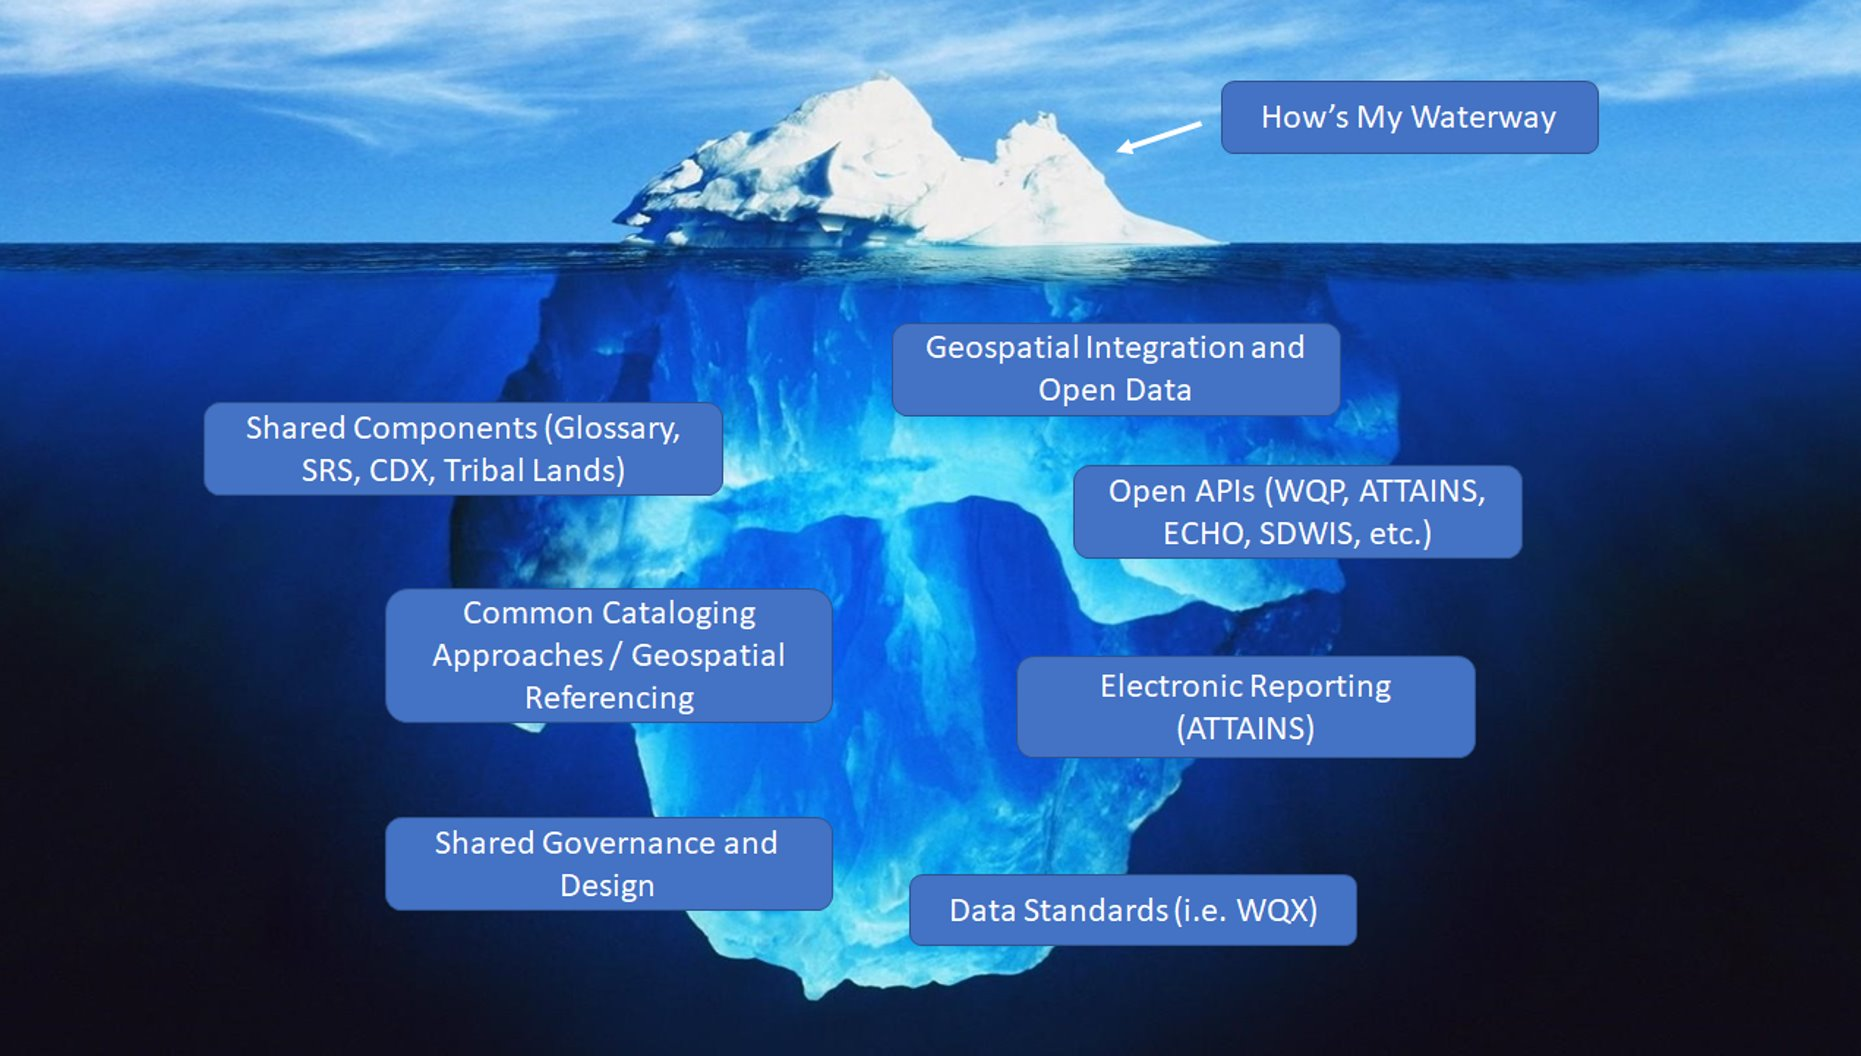 How’s My Waterway
Geospatial Integration and
Open Data
Shared Components (Glossary,
SRS, CDX, Tribal Lands)
Open APIs (WQP, ATTAINS,
ECHO, SDWIS, etc.)
Common Cataloging
Approaches / Geospatial
Referencing
Electronic Reporting
(ATTAINS)
Shared Governance and
Design
Data Standards (i.e. WQX)